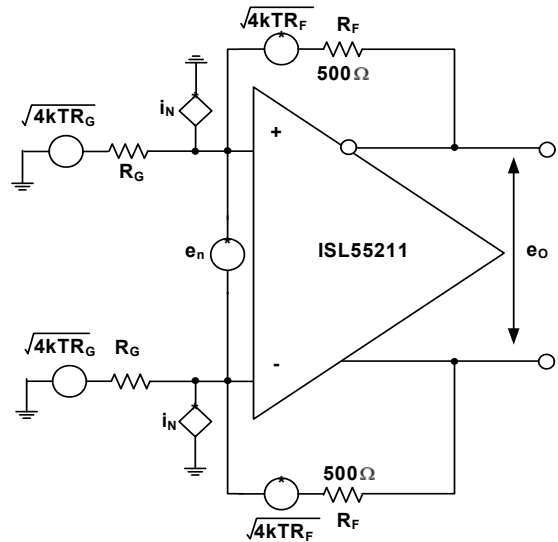 √4kTR_F
R_F
500Ω
i_N
√4kTR_G
R_G
+
*
e_n
*
ISL55211
e_O
√4kTR_G
R_G
-
i_N
*
500Ω
√4kTR_F
R_F